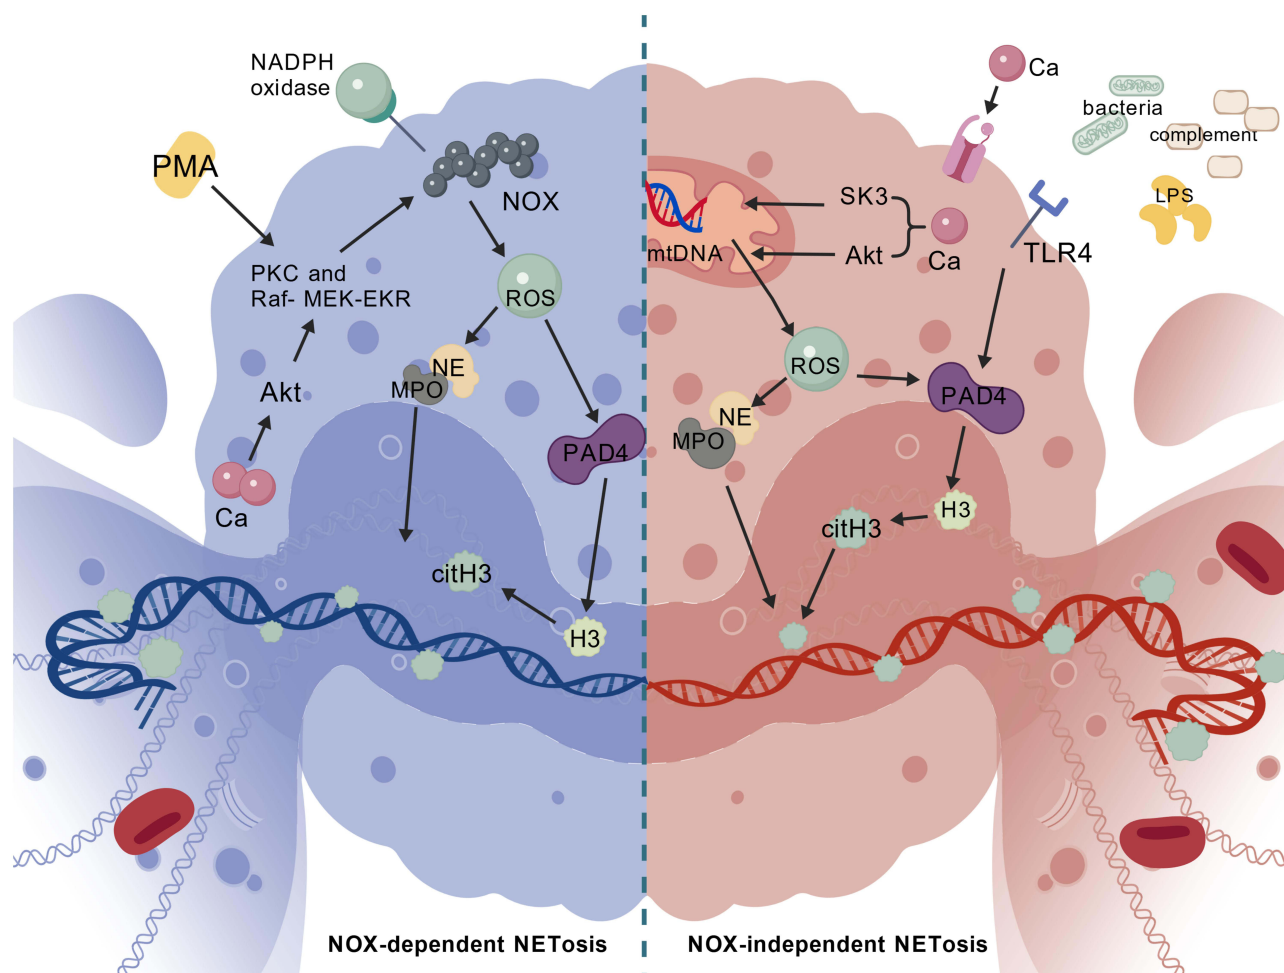 NADPH
oxidase
PMA
NOX
PKC and
Raf- MEK-EKR
ROS
NE
MPO
Akt
PAD4
Ca
citH3
H3
NOX-dependent NETosis
Ca
bacteria
complement
LPS
SK3
mtDNA
Akt
Ca
TLR4
ROS
PAD4
NE
MPO
H3
citH3
NOX-independent NETosis